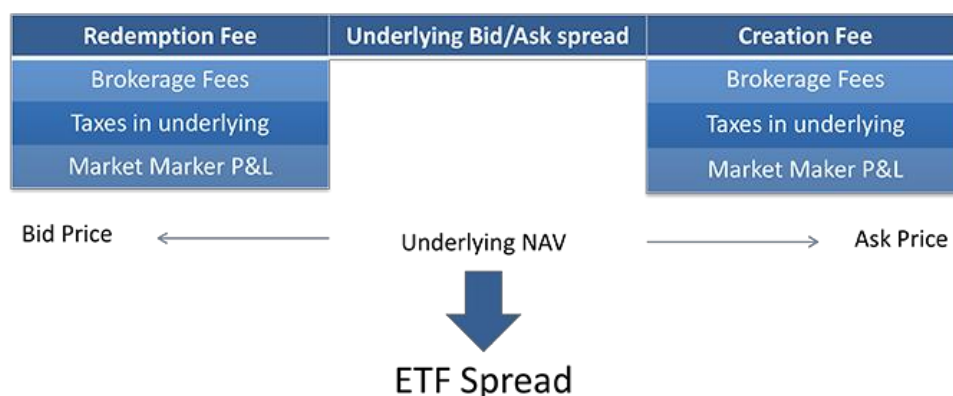 Redemption Fee
Underlying Bid/Ask spread
Creation Fee
Brokerage Fees
Brokerage Fees
Taxes in underlying
Taxes in underlying
Market Marker P&L
Market Maker P&L
Bid Price
Underlying NAV
Ask Price
ETF Spread